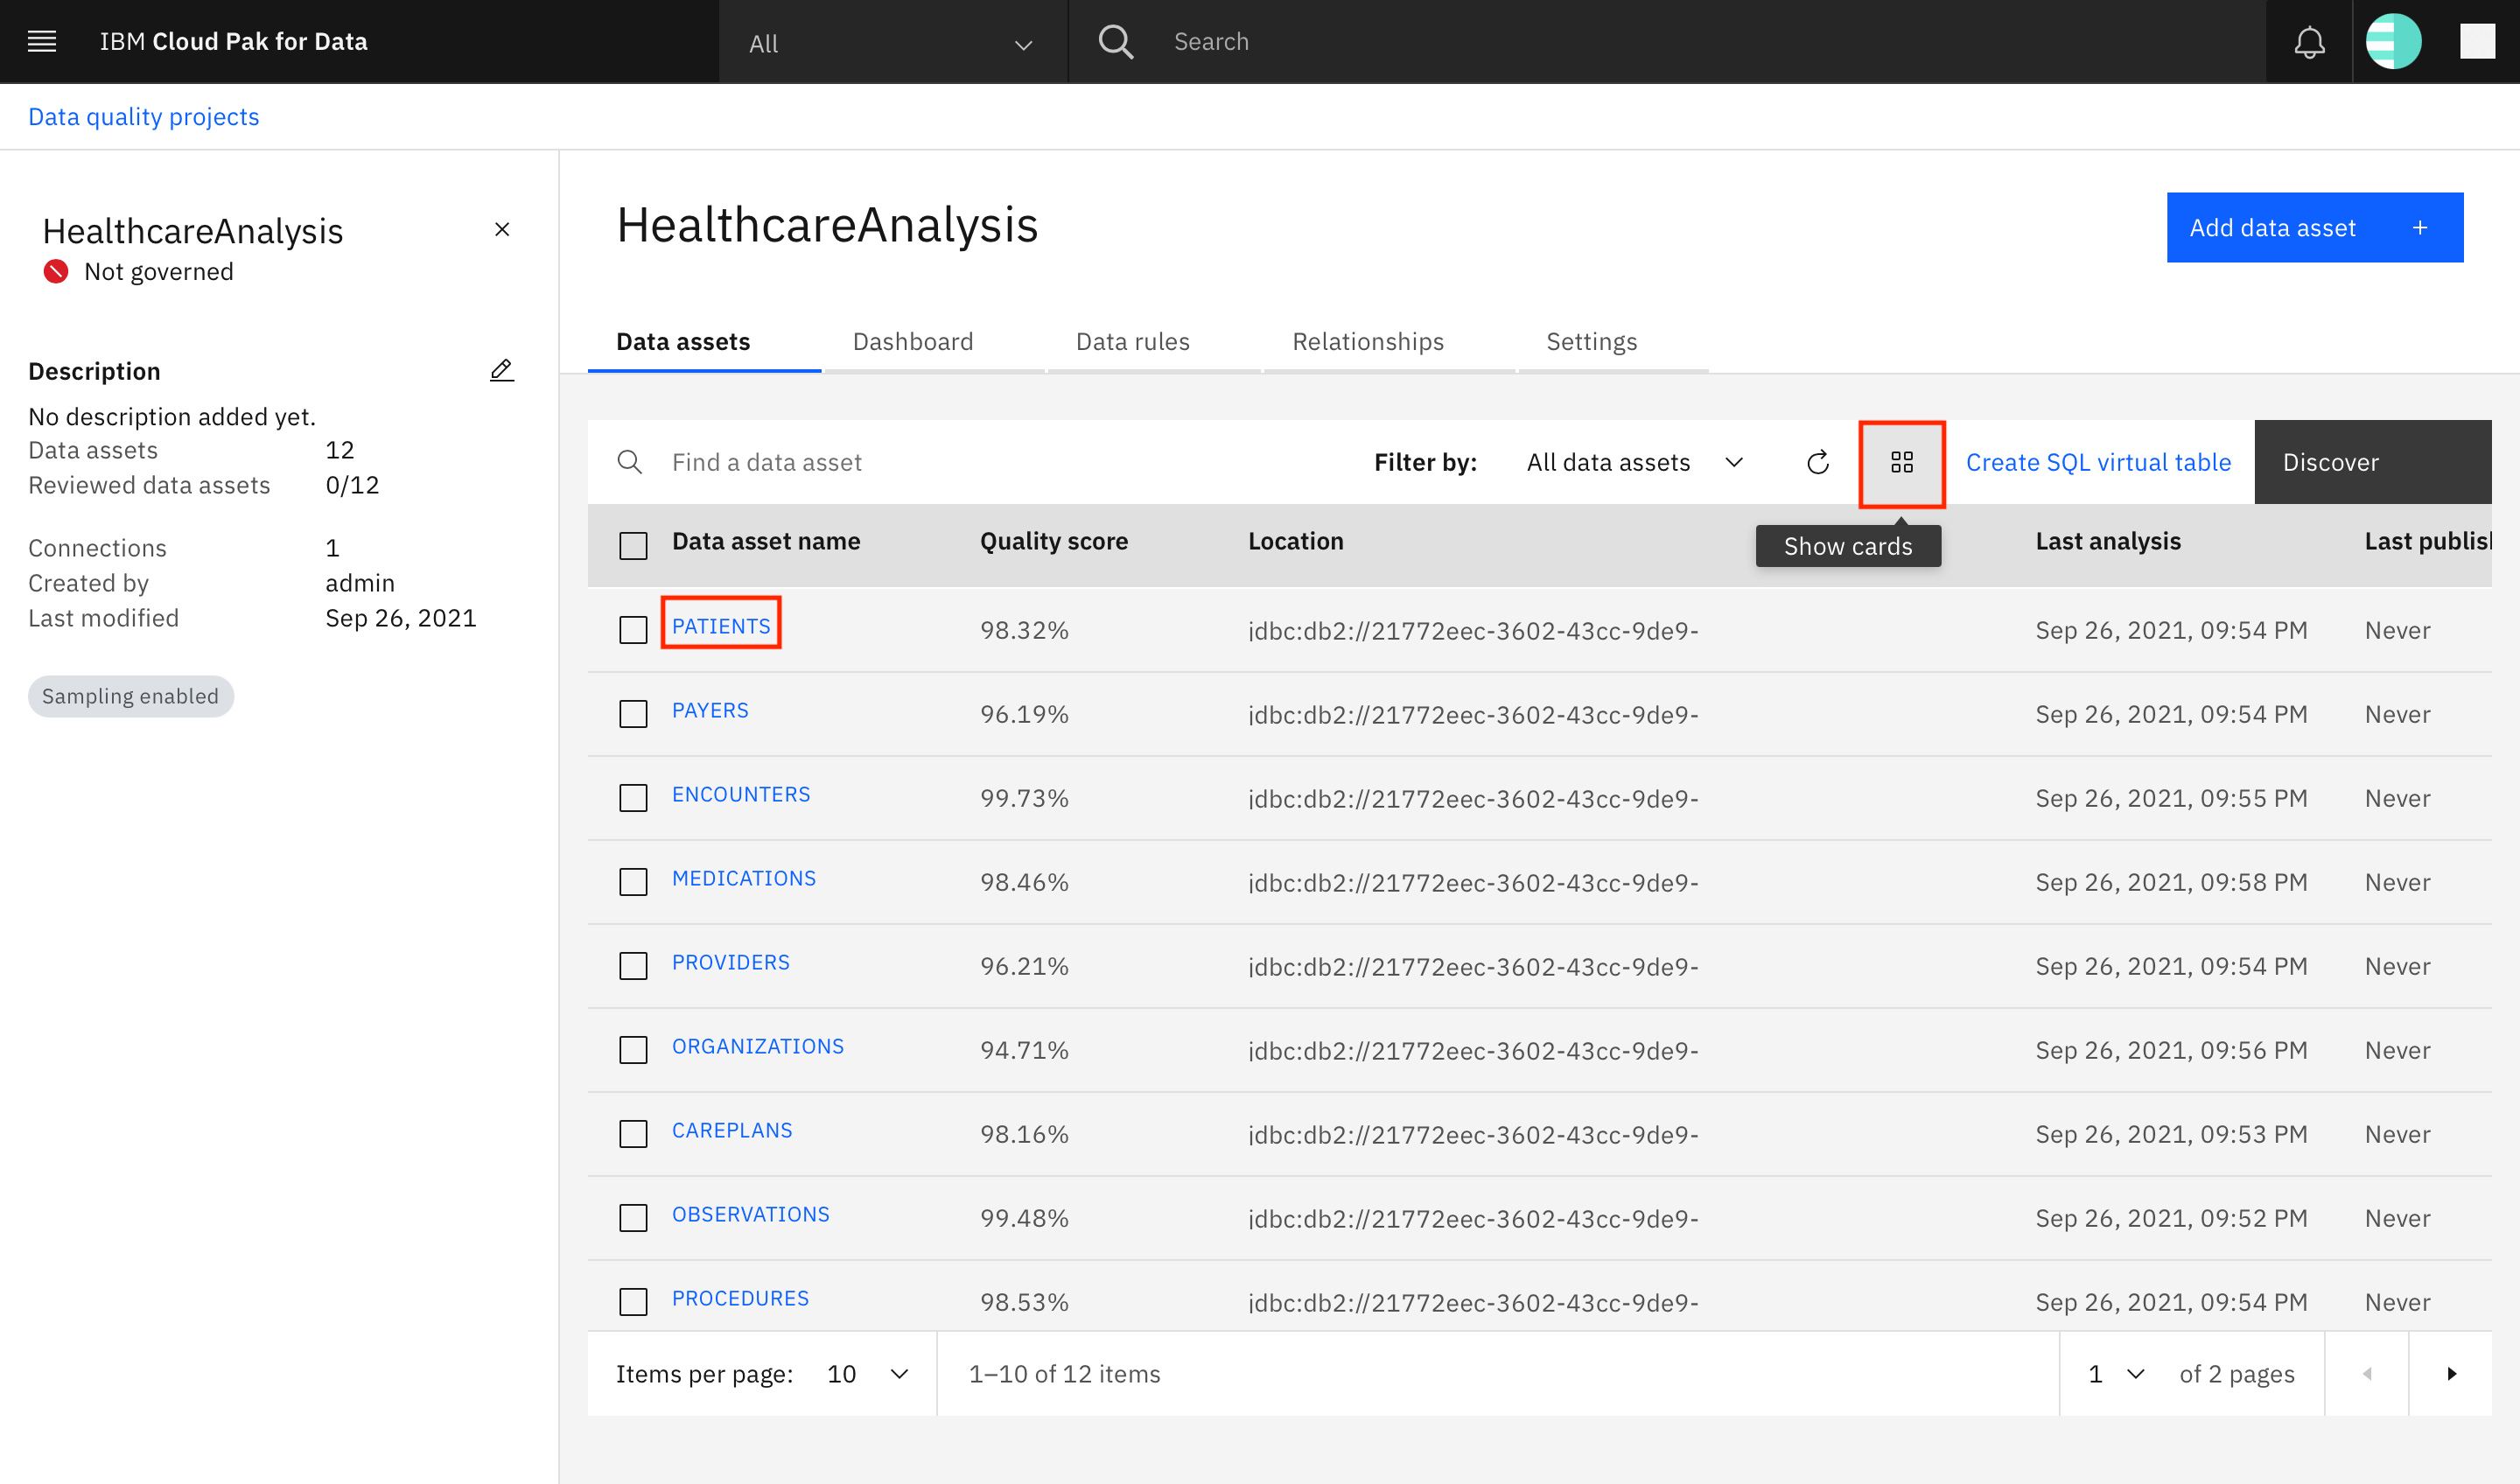 IBM Cloud Pak for Data
All
Search
Data quality projects
HealthcareAnalysis
Not governed
Description
No description added yet.
Data assets 12
Reviewed data assets 0/12
Connections 1
Created by admin
Last modified Sep 26, 2021
Sampling enabled
HealthcareAnalysis
Add data asset +
Data assets Dashboard Data rules Relationships Settings
Find a data asset Filter by: All data assets Create SQL virtual table Discover
Show cards
Data asset name Quality score Location Last analysis Last publish
PATIENTS 98.32% jdbc:db2://21772eec-3602-43cc-9de9- Sep 26, 2021, 09:54 PM Never
PAYERS 96.19% jdbc:db2://21772eec-3602-43cc-9de9- Sep 26, 2021, 09:54 PM Never
ENCOUNTERS 99.73% jdbc:db2://21772eec-3602-43cc-9de9- Sep 26, 2021, 09:55 PM Never
MEDICATIONS 98.46% jdbc:db2://21772eec-3602-43cc-9de9- Sep 26, 2021, 09:58 PM Never
PROVIDERS 96.21% jdbc:db2://21772eec-3602-43cc-9de9- Sep 26, 2021, 09:54 PM Never
ORGANIZATIONS 94.71% jdbc:db2://21772eec-3602-43cc-9de9- Sep 26, 2021, 09:56 PM Never
CAREPLANS 98.16% jdbc:db2://21772eec-3602-43cc-9de9- Sep 26, 2021, 09:53 PM Never
OBSERVATIONS 99.48% jdbc:db2://21772eec-3602-43cc-9de9- Sep 26, 2021, 09:52 PM Never
PROCEDURES 98.53% jdbc:db2://21772eec-3602-43cc-9de9- Sep 26, 2021, 09:54 PM Never
Items per page: 10 1–10 of 12 items 1 of 2 pages